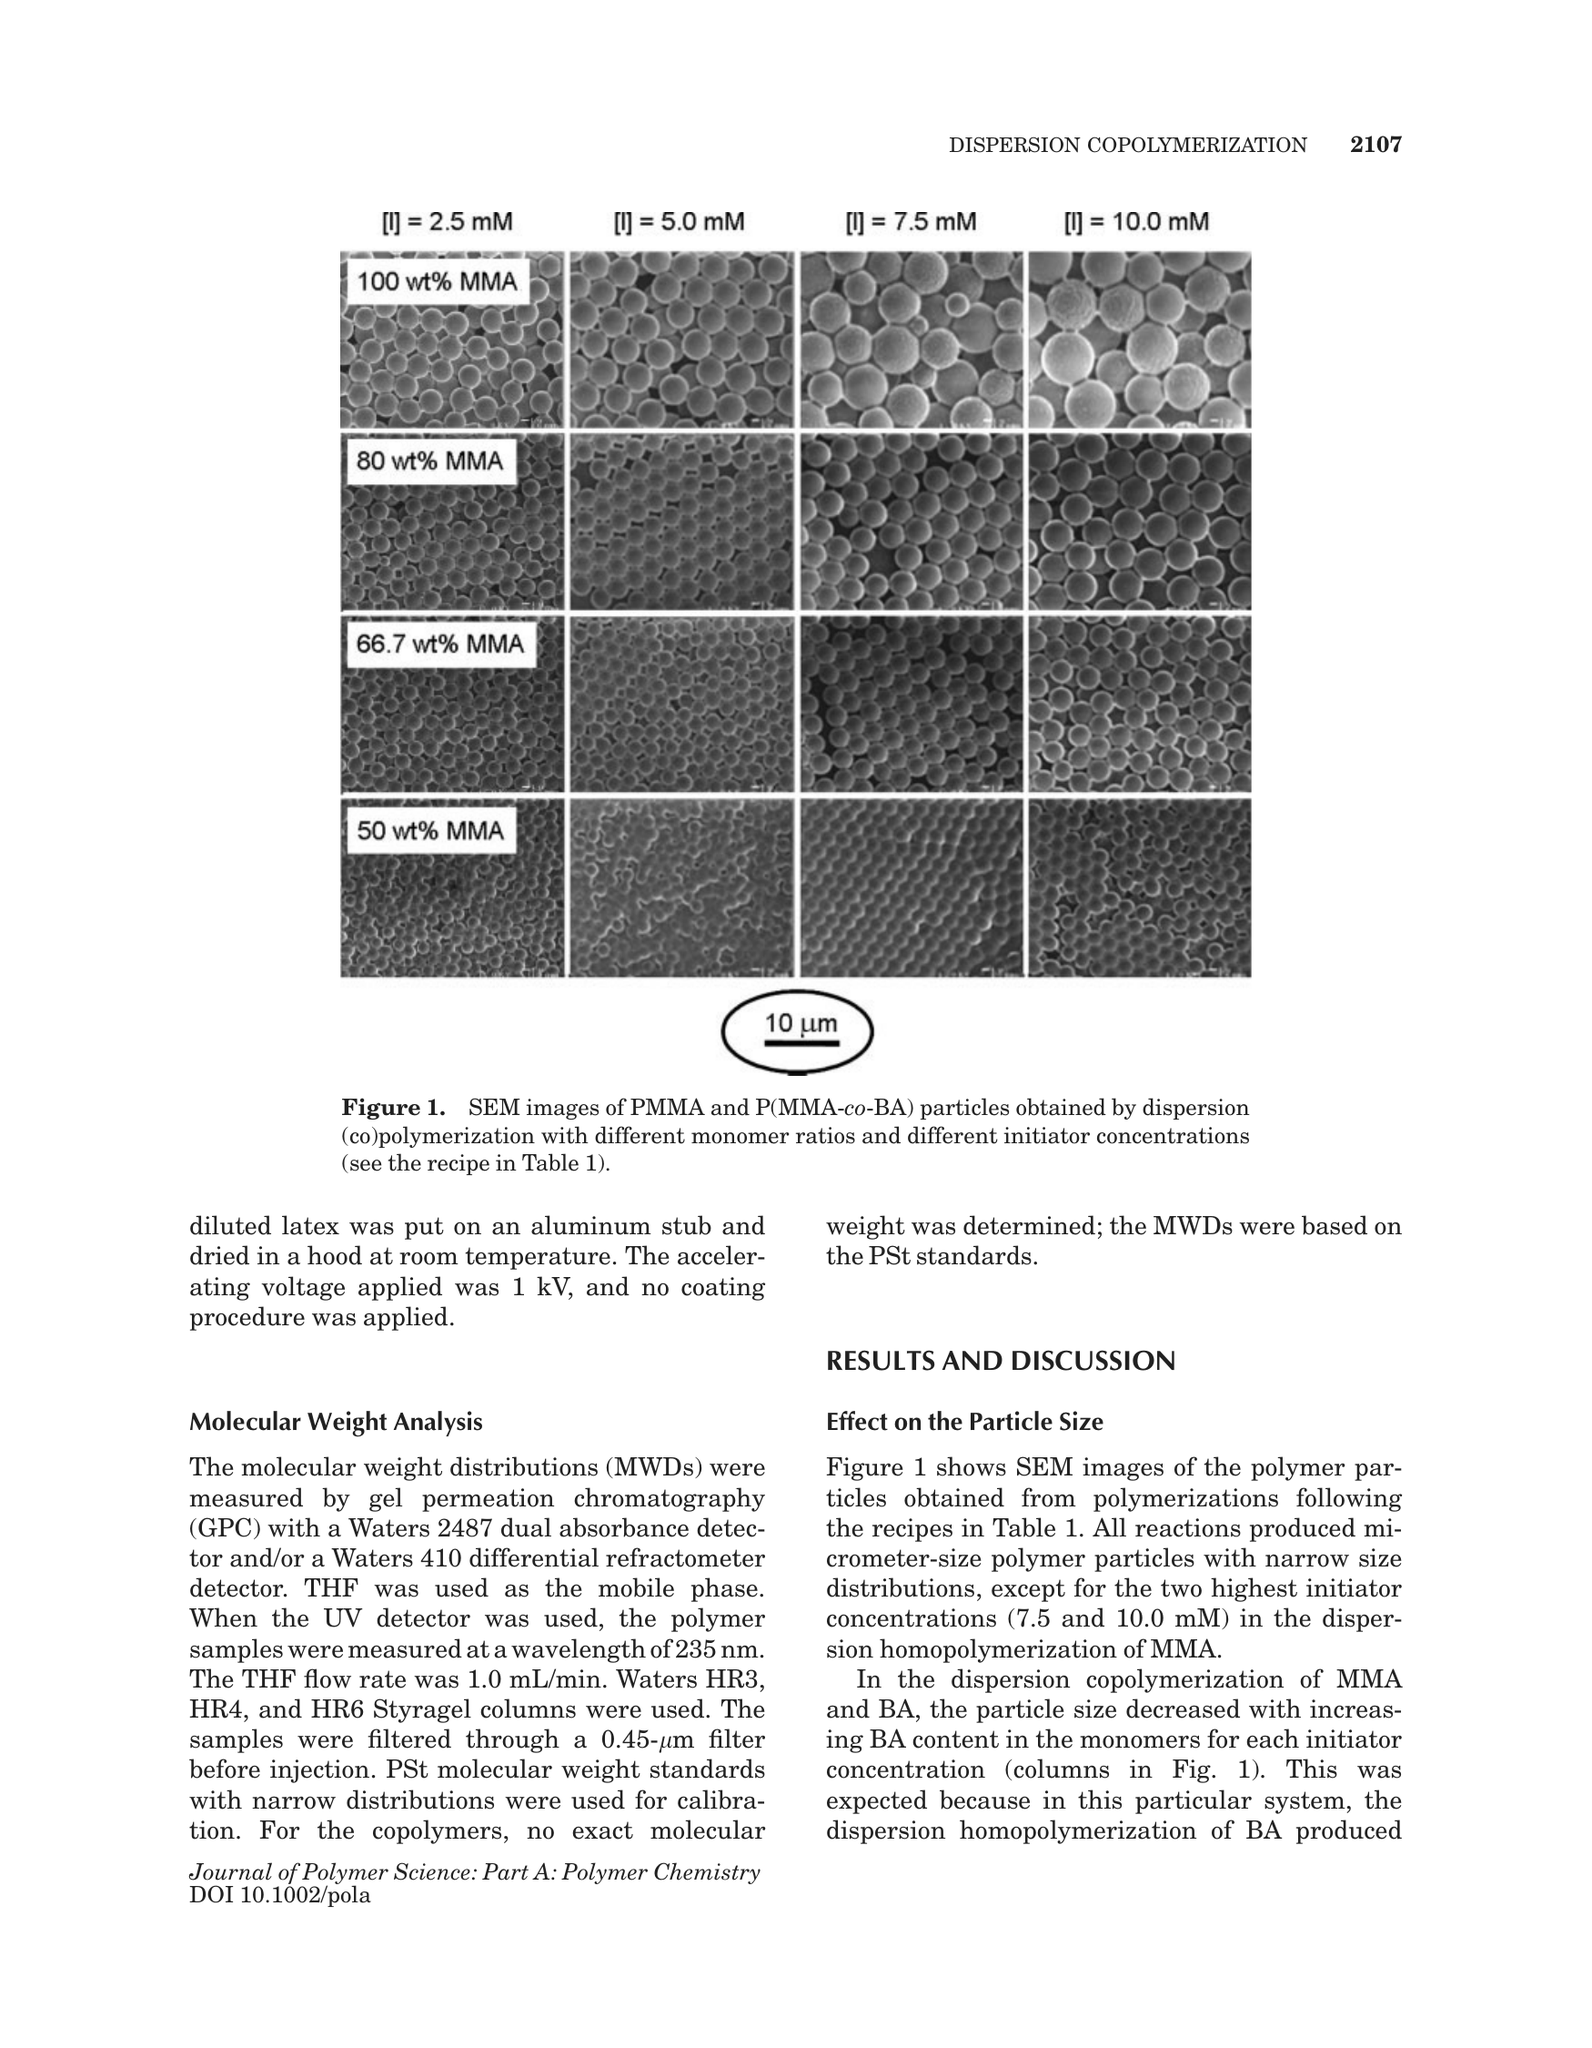 DISPERSION COPOLYMERIZATION 2107
[I] = 2.5 mM [I] = 5.0 mM [I] = 7.5 mM [I] = 10.0 mM
100 wt% MMA
80 wt% MMA
66.7 wt% MMA
50 wt% MMA
10 μm
Figure 1. SEM images of PMMA and P(MMA-co-BA) particles obtained by dispersion
(co)polymerization with different monomer ratios and different initiator concentrations
(see the recipe in Table 1).
diluted latex was put on an aluminum stub and
dried in a hood at room temperature. The acceler-
ating voltage applied was 1 kV, and no coating
procedure was applied.
Molecular Weight Analysis
The molecular weight distributions (MWDs) were
measured by gel permeation chromatography
(GPC) with a Waters 2487 dual absorbance detec-
tor and/or a Waters 410 differential refractometer
detector. THF was used as the mobile phase.
When the UV detector was used, the polymer
samples were measured at a wavelength of 235 nm.
The THF flow rate was 1.0 mL/min. Waters HR3,
HR4, and HR6 Styragel columns were used. The
samples were filtered through a 0.45-μm filter
before injection. PSt molecular weight standards
with narrow distributions were used for calibra-
tion. For the copolymers, no exact molecular
weight was determined; the MWDs were based on
the PSt standards.
RESULTS AND DISCUSSION
Effect on the Particle Size
Figure 1 shows SEM images of the polymer par-
ticles obtained from polymerizations following
the recipes in Table 1. All reactions produced mi-
crometer-size polymer particles with narrow size
distributions, except for the two highest initiator
concentrations (7.5 and 10.0 mM) in the disper-
sion homopolymerization of MMA.
In the dispersion copolymerization of MMA
and BA, the particle size decreased with increas-
ing BA content in the monomers for each initiator
concentration (columns in Fig. 1). This was
expected because in this particular system, the
dispersion homopolymerization of BA produced
Journal of Polymer Science: Part A: Polymer Chemistry
DOI 10.1002/pola